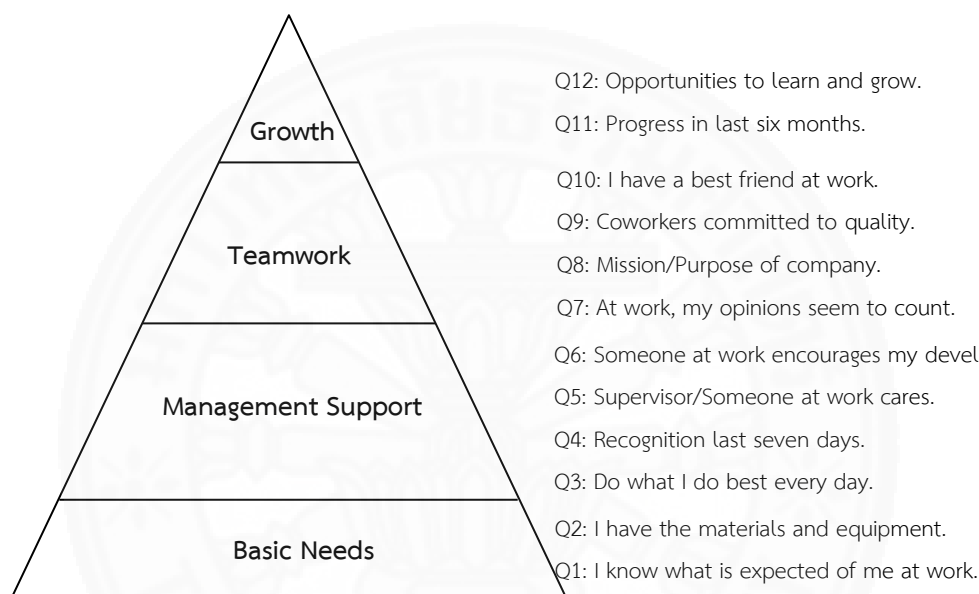 Q12: Opportunities to learn and grow.
Growth
Q11: Progress in last six months.
Q10: I have a best friend at work.
Q9: Coworkers committed to quality.
Teamwork
Q8: Mission/Purpose of company.
Q7: At work, my opinions seem to count.
Q6: Someone at work encourages my devel
Q5: Supervisor/Someone at work cares.
Management Support
Q4: Recognition last seven days.
Q3: Do what I do best every day.
Q2: I have the materials and equipment.
Basic Needs
Q1: I know what is expected of me at work.